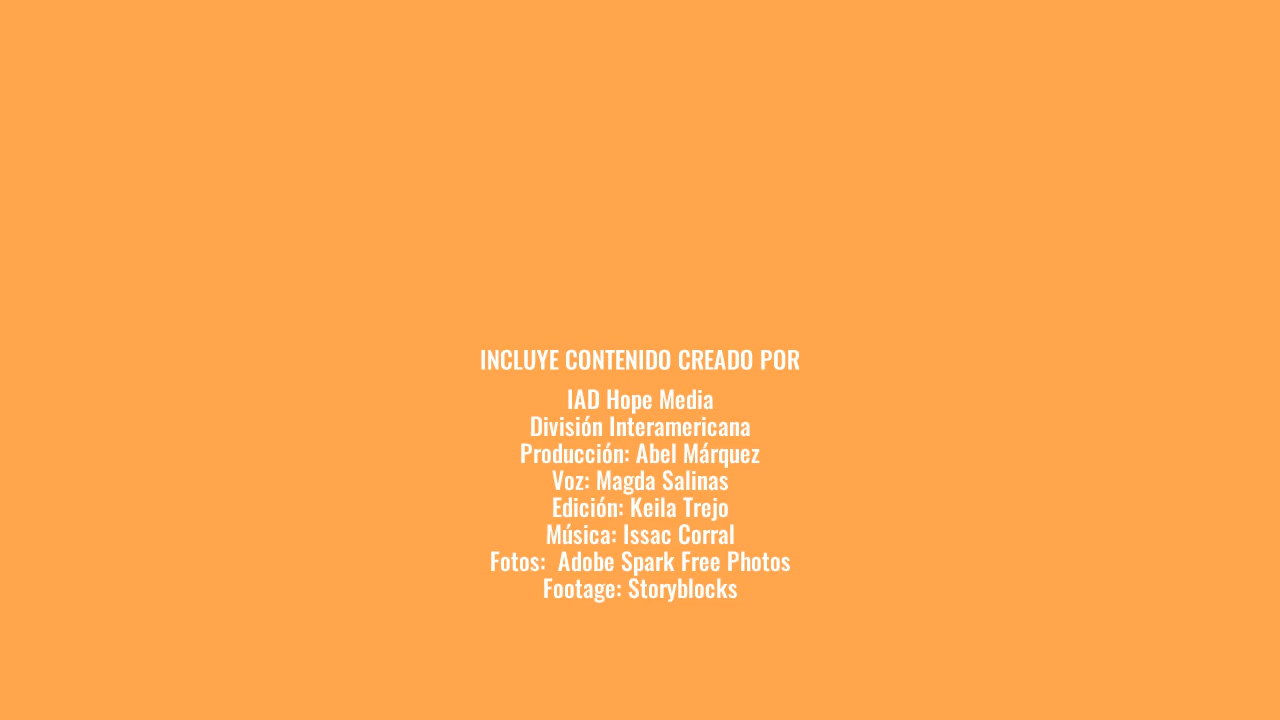 INCLUYE CONTENIDO CREADO POR
IAD Hope Media
División Interamericana
Producción: Abel Márquez
Voz: Magda Salinas
Edición: Keila Trejo
Música: Issac Corral
Fotos:  Adobe Spark Free Photos
Footage: Storyblocks